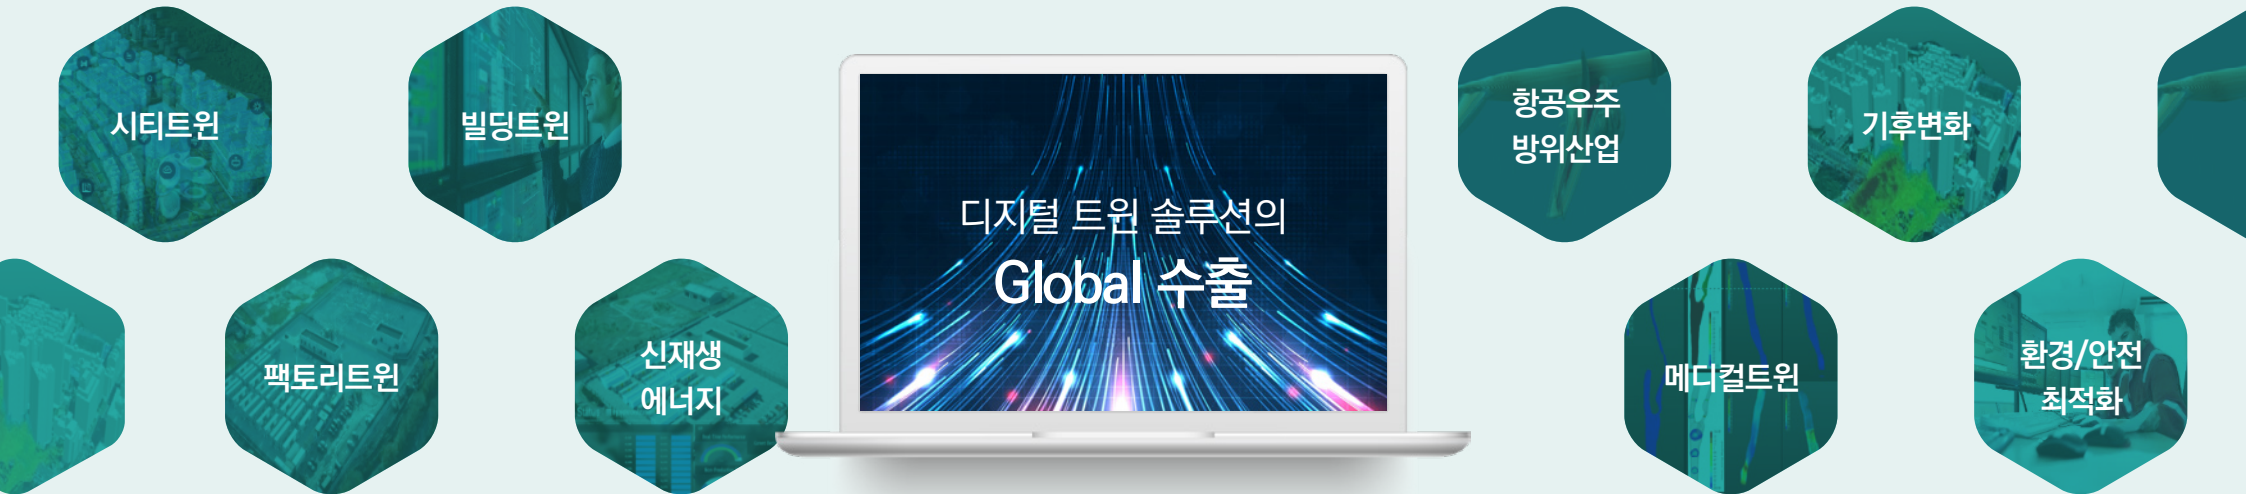 시티트윈
빌딩트윈
팩토리트윈
신재생
에너지
디지털 트윈 솔루션의
Global 수출
항공우주
방위산업
기후변화
메디컬트윈
환경/안전
최적화